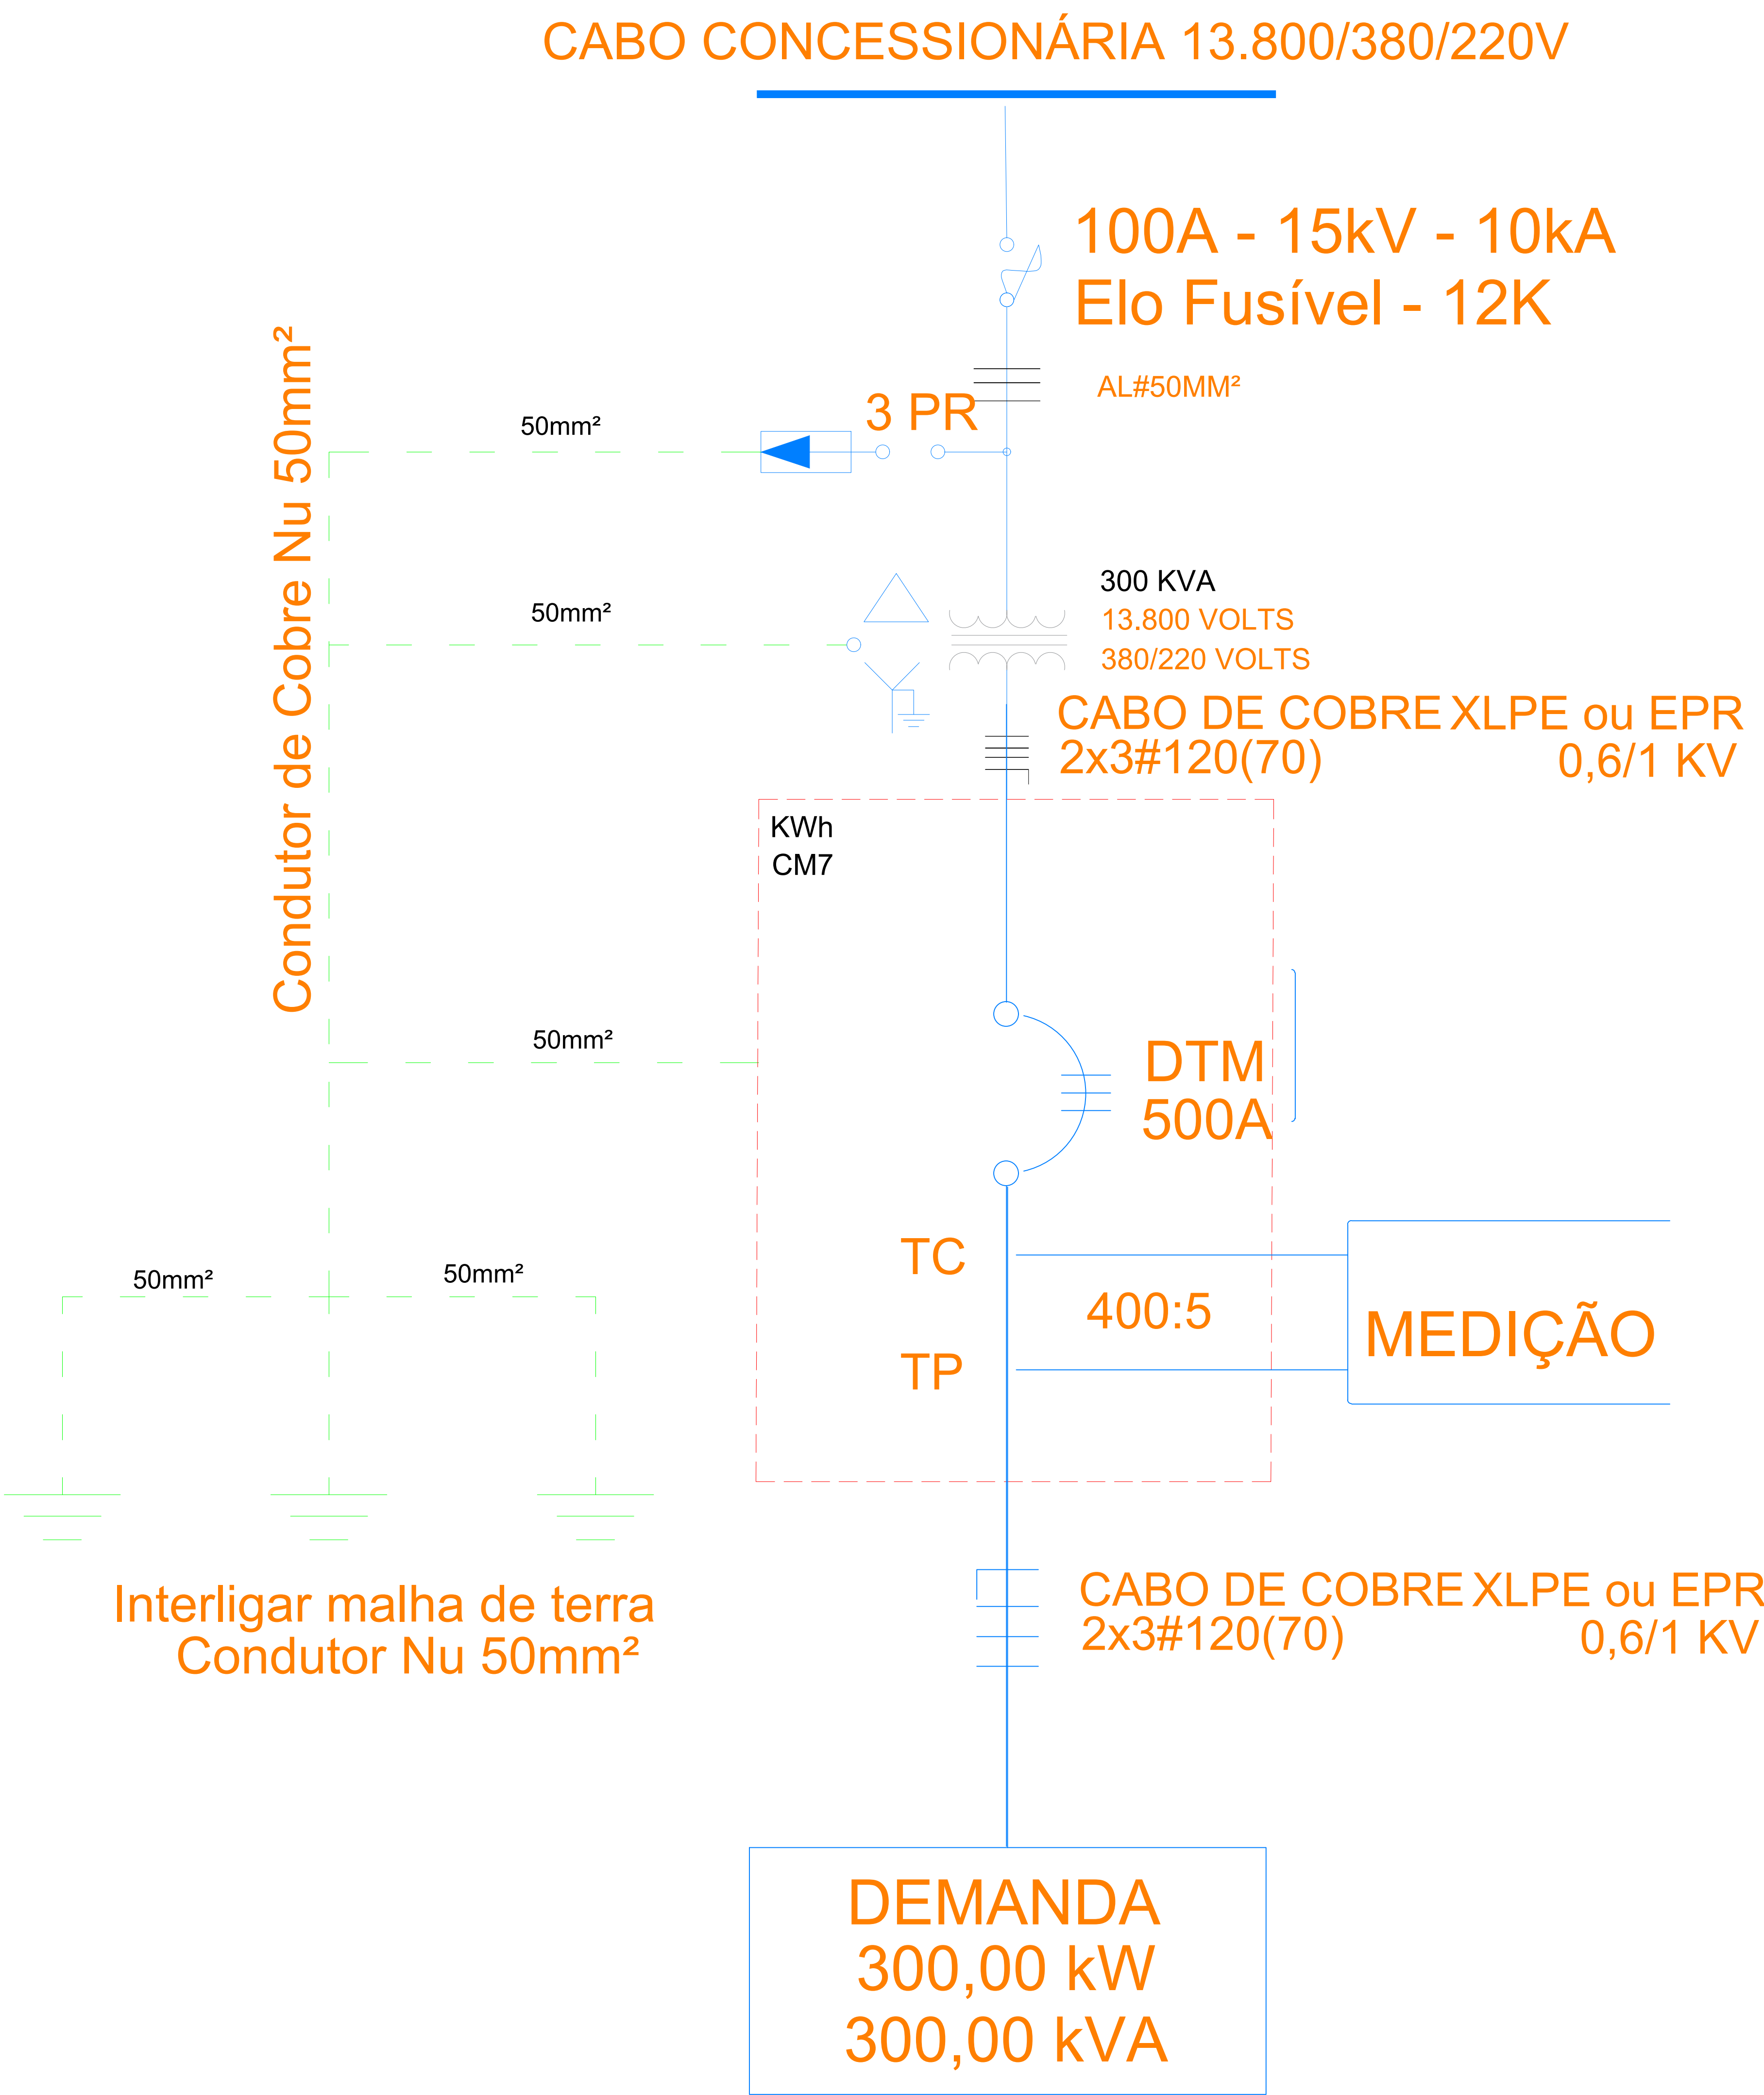 CABO CONCESSIONÁRIA 13.800/380/220V
100A - 15kV - 10kA
Elo Fusível - 12K
AL#50MM²
3 PR
50mm²
Condutor de Cobre Nu 50mm²
300 KVA
13.800 VOLTS
380/220 VOLTS
50mm²
CABO DE COBRE XLPE ou EPR
2x3#120(70) 0,6/1 KV
KWh
CM7
50mm²
DTM
500A
TC
400:5
TP
MEDIÇÃO
50mm²
50mm²
Interligar malha de terra
Condutor Nu 50mm²
CABO DE COBRE XLPE ou EPR
2x3#120(70) 0,6/1 KV
DEMANDA
300,00 kW
300,00 kVA